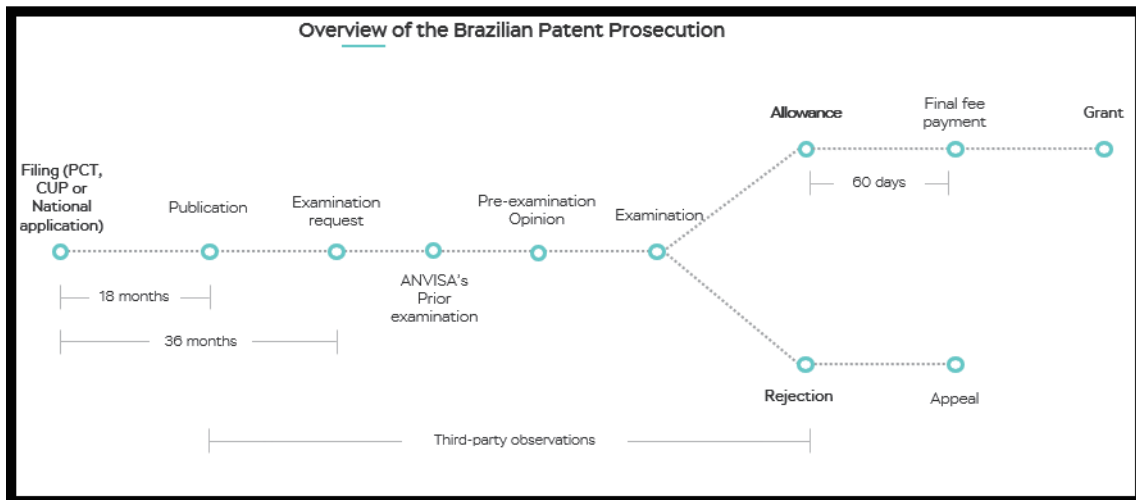 Overview of the Brazilian Patent Prosecution
Allowance
Final fee
payment
Grant
60 days
Filing (PCT,
CUP or
National
application)
Publication
Examination
request
Pre-examination
Opinion
Examination
ANVISA's
Prior
examination
18 months
36 months
Rejection
Appeal
Third-party observations